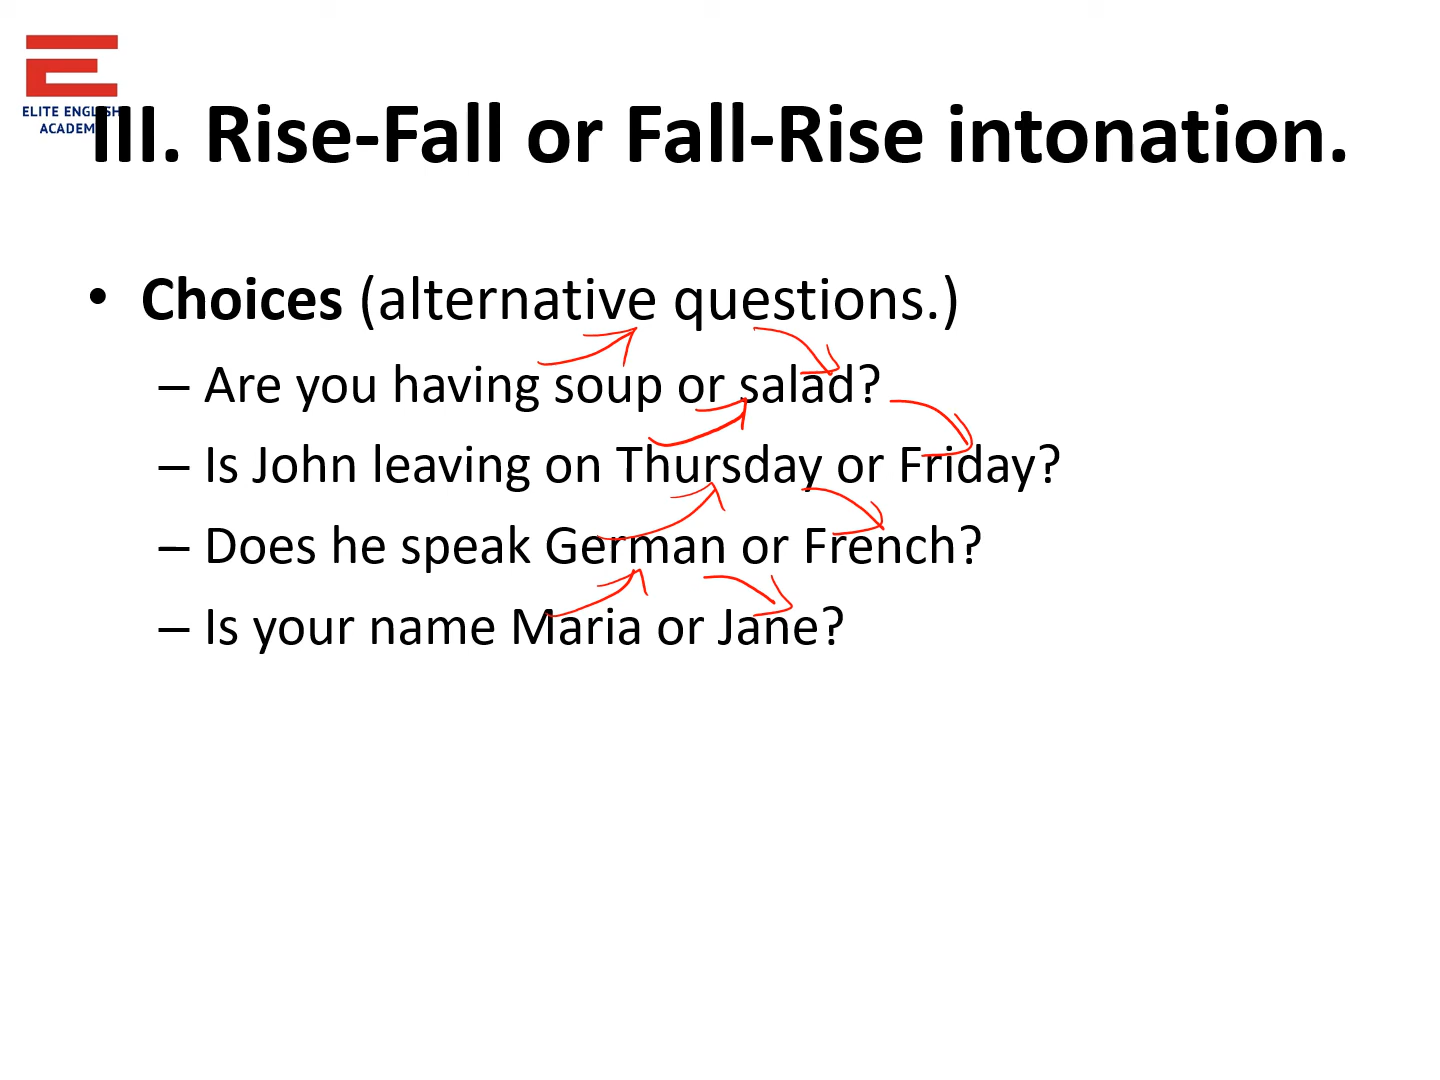 ELITE ENGLISH
ACADEM
III. Rise-Fall or Fall-Rise intonation.
• Choices (alternative questions.)
– Are you having soup or salad?
– Is John leaving on Thursday or Friday?
– Does he speak German or French?
– Is your name Maria or Jane?